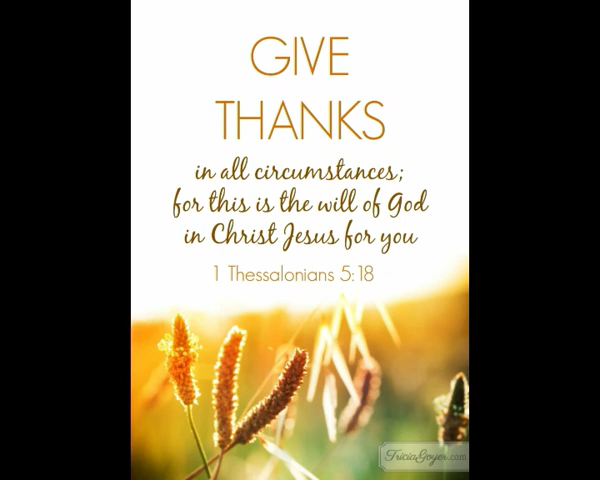 GIVE
THANKS
in all circumstances;
for this is the will of God
in Christ Jesus for you
1 Thessalonians 5:18
TriciaGoyer.com